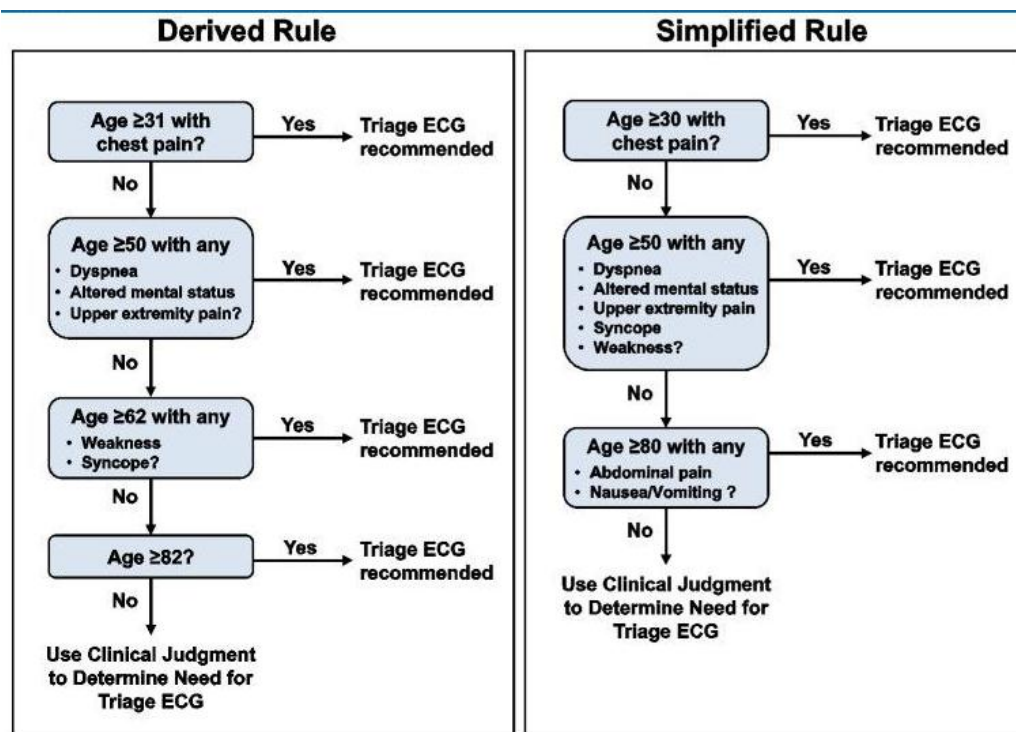 Derived Rule
Age ≥31 with
chest pain?
Yes
Triage ECG
recommended
No
Age ≥50 with any
• Dyspnea
• Altered mental status
• Upper extremity pain?
Yes
Triage ECG
recommended
No
Age ≥62 with any
• Weakness
• Syncope?
Yes
Triage ECG
recommended
No
Age ≥82?
Yes
Triage ECG
recommended
No
Use Clinical Judgment
to Determine Need for
Triage ECG
Simplified Rule
Age ≥30 with
chest pain?
Yes
Triage ECG
recommended
No
Age ≥50 with any
• Dyspnea
• Altered mental status
• Upper extremity pain
• Syncope
• Weakness?
Yes
Triage ECG
recommended
No
Age ≥80 with any
• Abdominal pain
• Nausea/Vomiting ?
Yes
Triage ECG
recommended
No
Use Clinical Judgment
to Determine Need for
Triage ECG